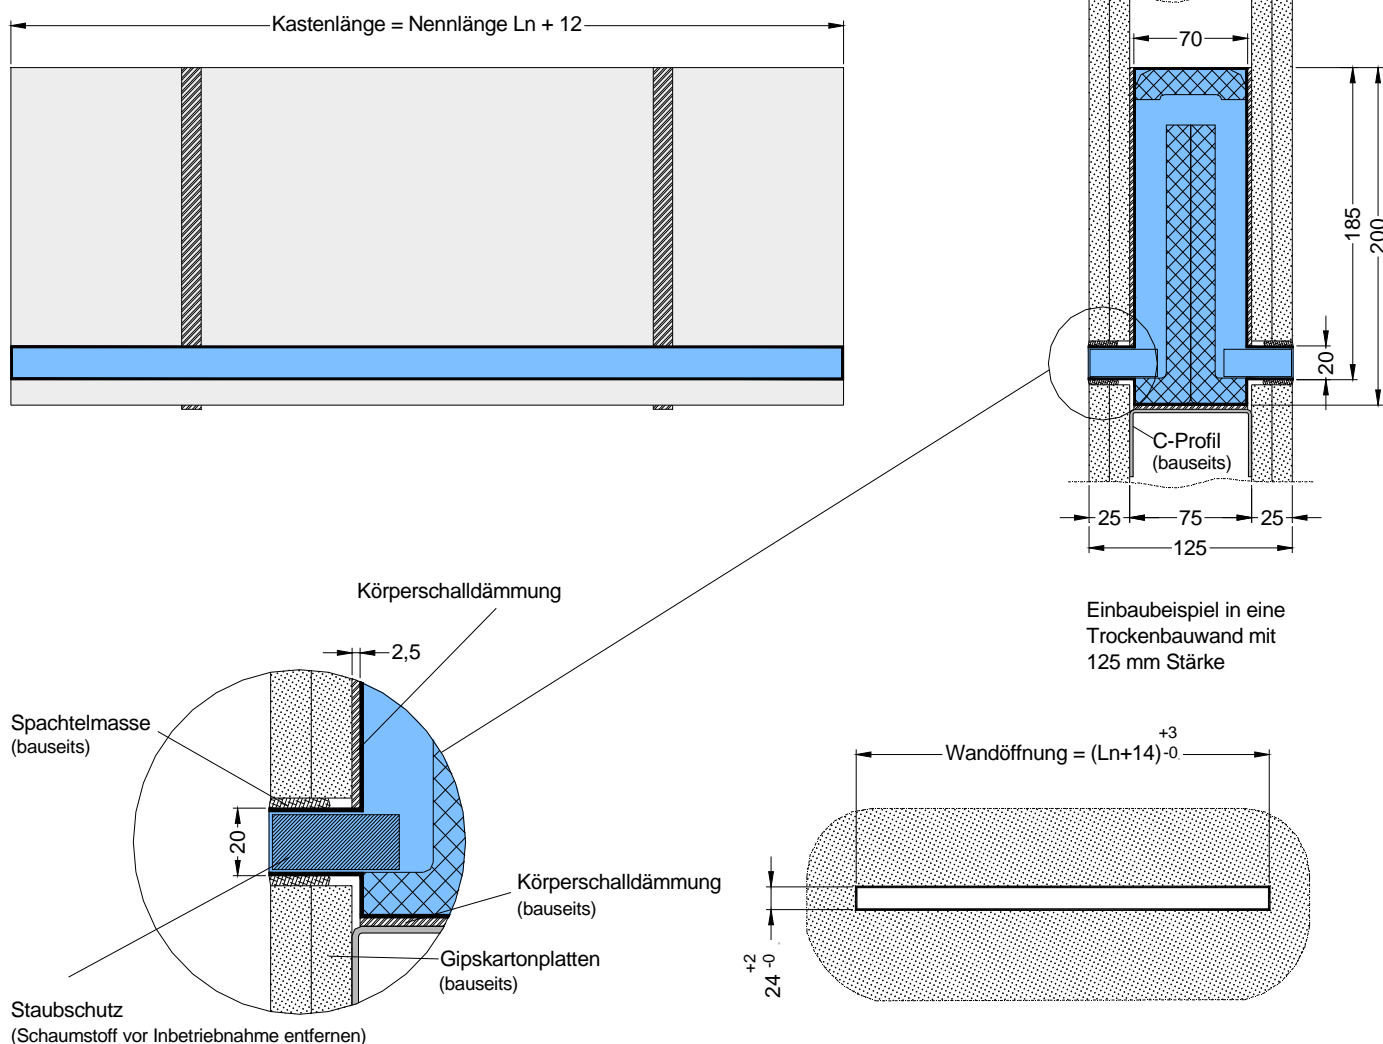 Kastenlänge = Nennlänge Ln + 12
70
185
200
20
C-Profil
(bauseits)
25
75
25
125
Einbaubeispiel in eine
Trockenbauwand mit
125 mm Stärke
Körperschalldämmung
2,5
Spachtelmasse
(bauseits)
20
Körperschalldämmung
(bauseits)
Gipskartonplatten
(bauseits)
Staubschutz
(Schaumstoff vor Inbetriebnahme entfernen)
Wandöffnung = (Ln+14) +3 -0
24 +2 -0